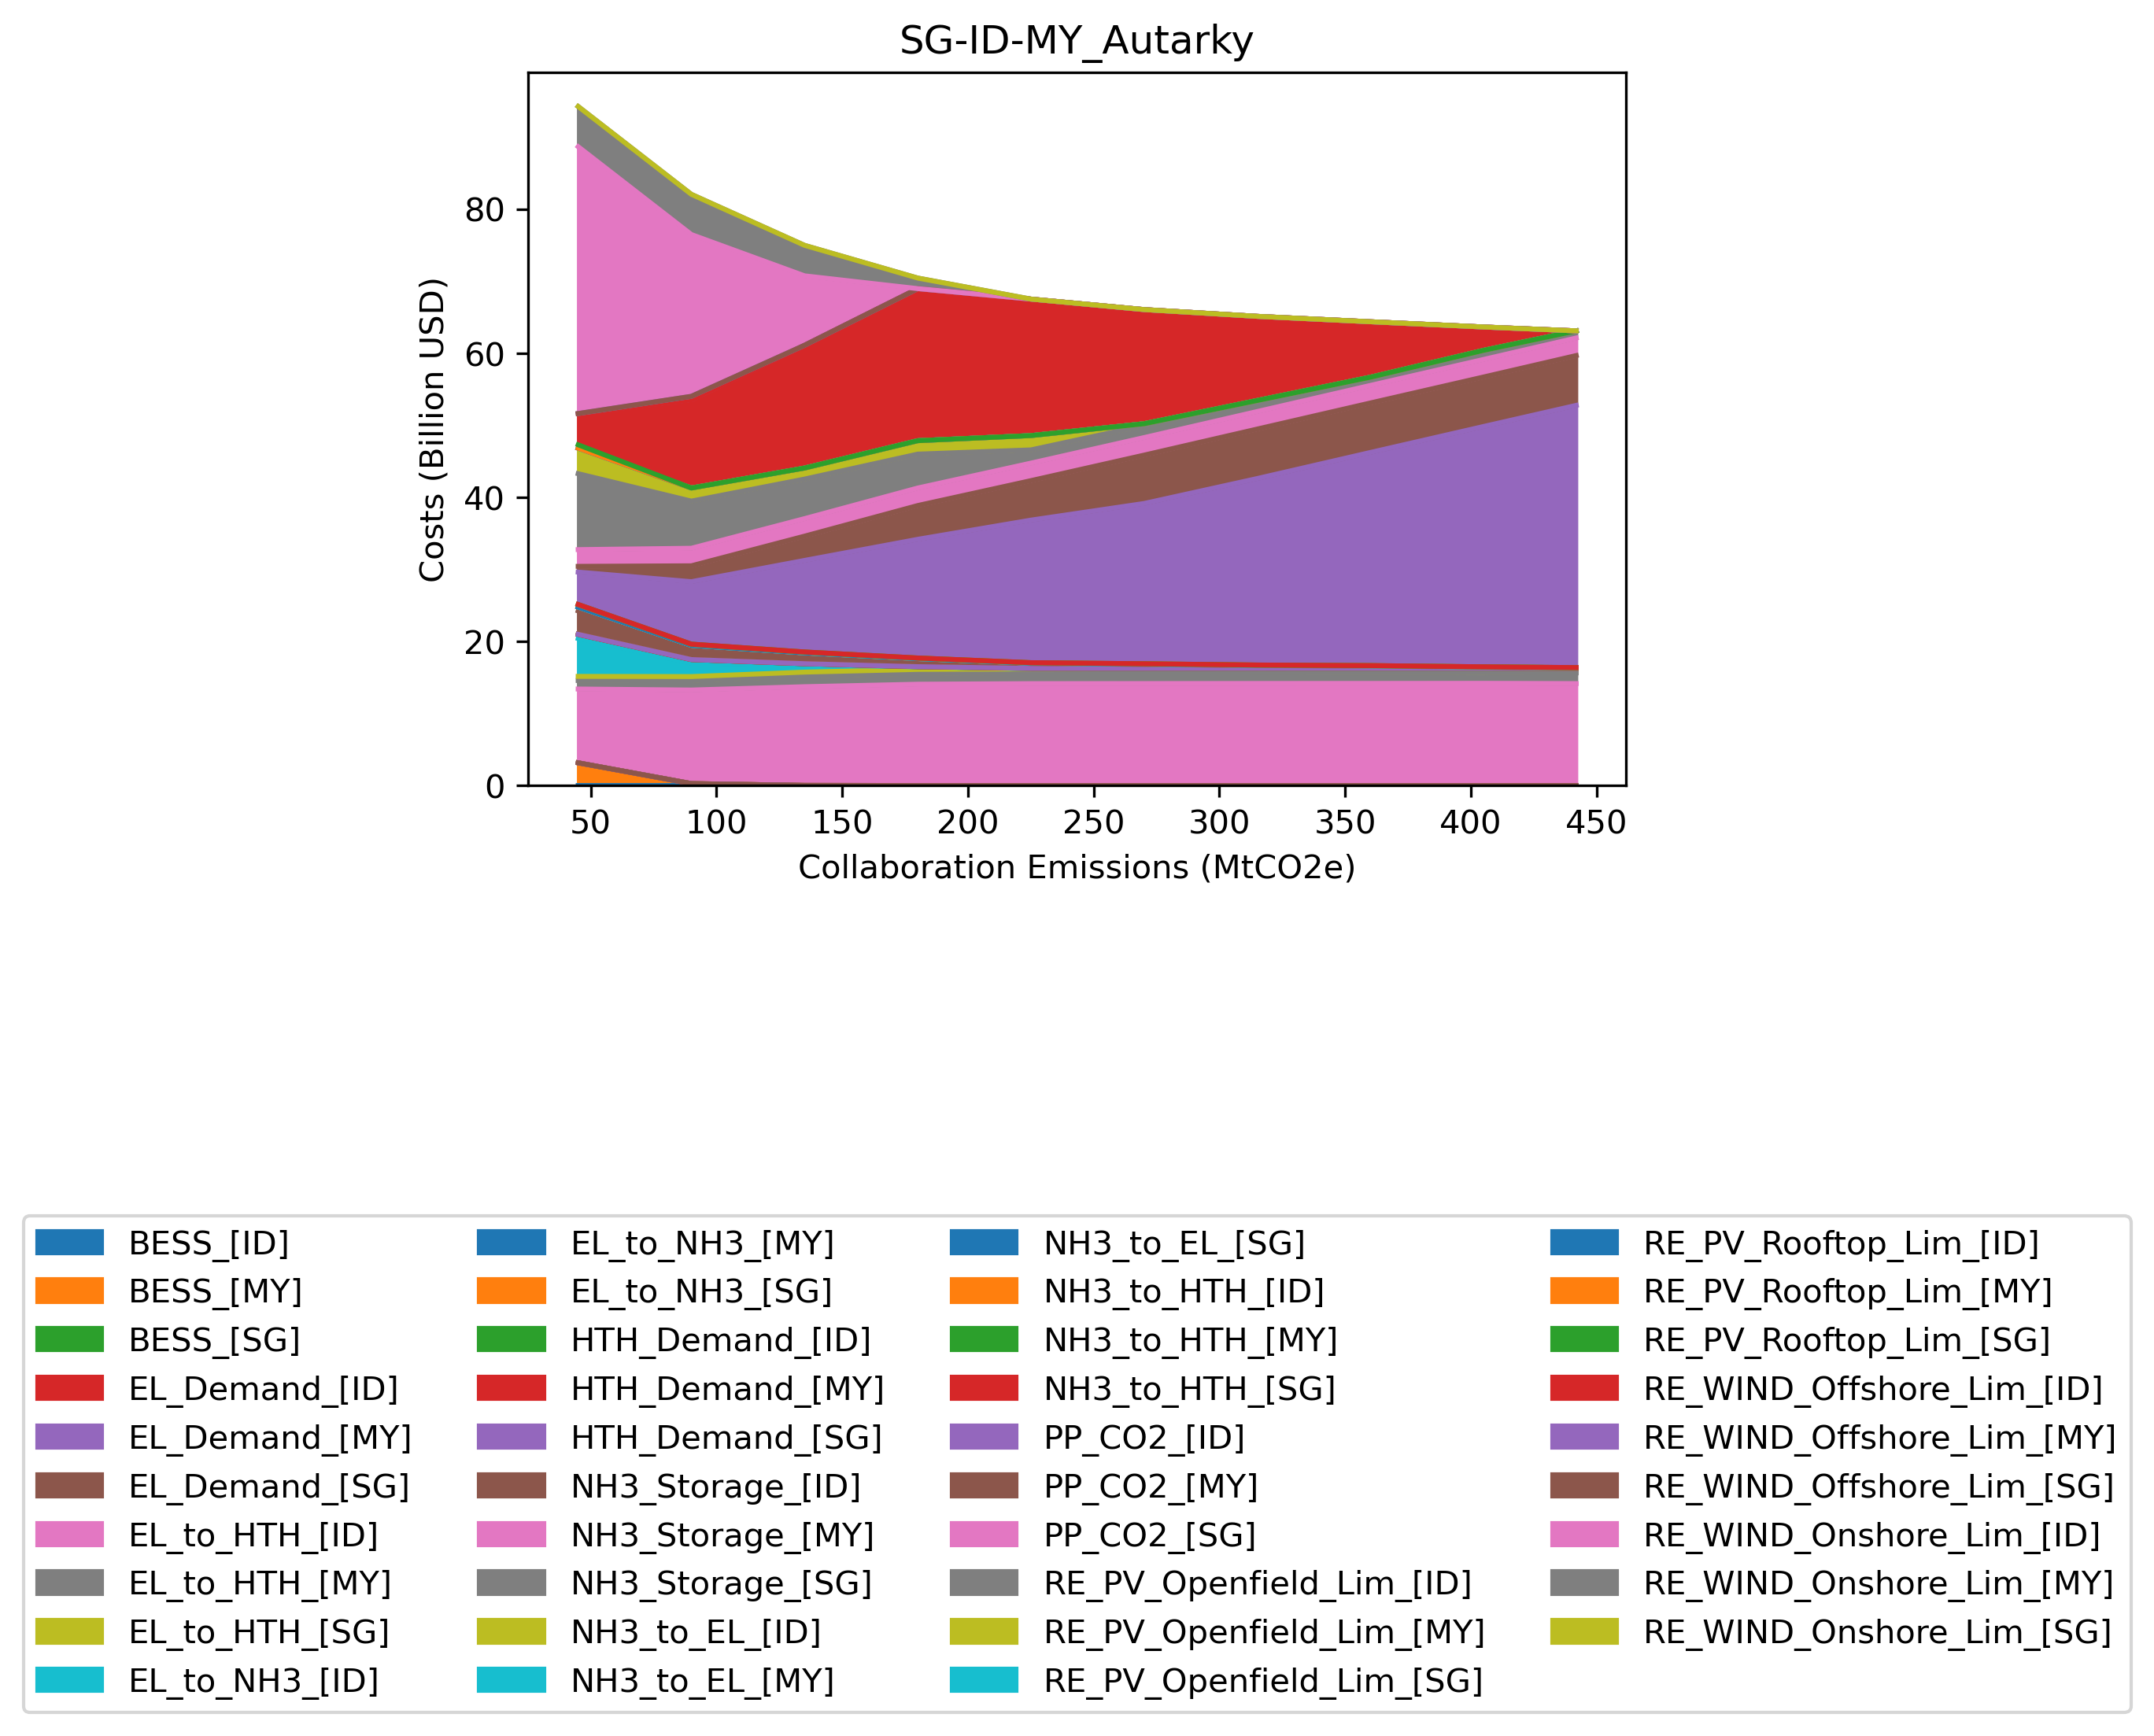 SG-ID-MY_Autarky
Costs (Billion USD)
80
60
40
20
0
50 100 150 200 250 300 350 400 450
Collaboration Emissions (MtCO2e)
BESS_[ID]
BESS_[MY]
BESS_[SG]
EL_Demand_[ID]
EL_Demand_[MY]
EL_Demand_[SG]
EL_to_HTH_[ID]
EL_to_HTH_[MY]
EL_to_HTH_[SG]
EL_to_NH3_[ID]
EL_to_NH3_[MY]
EL_to_NH3_[SG]
HTH_Demand_[ID]
HTH_Demand_[MY]
HTH_Demand_[SG]
NH3_Storage_[ID]
NH3_Storage_[MY]
NH3_Storage_[SG]
NH3_to_EL_[ID]
NH3_to_EL_[MY]
NH3_to_EL_[SG]
NH3_to_HTH_[ID]
NH3_to_HTH_[MY]
NH3_to_HTH_[SG]
PP_CO2_[ID]
PP_CO2_[MY]
PP_CO2_[SG]
RE_PV_Openfield_Lim_[ID]
RE_PV_Openfield_Lim_[MY]
RE_PV_Openfield_Lim_[SG]
RE_PV_Rooftop_Lim_[ID]
RE_PV_Rooftop_Lim_[MY]
RE_PV_Rooftop_Lim_[SG]
RE_WIND_Offshore_Lim_[ID]
RE_WIND_Offshore_Lim_[MY]
RE_WIND_Offshore_Lim_[SG]
RE_WIND_Onshore_Lim_[ID]
RE_WIND_Onshore_Lim_[MY]
RE_WIND_Onshore_Lim_[SG]